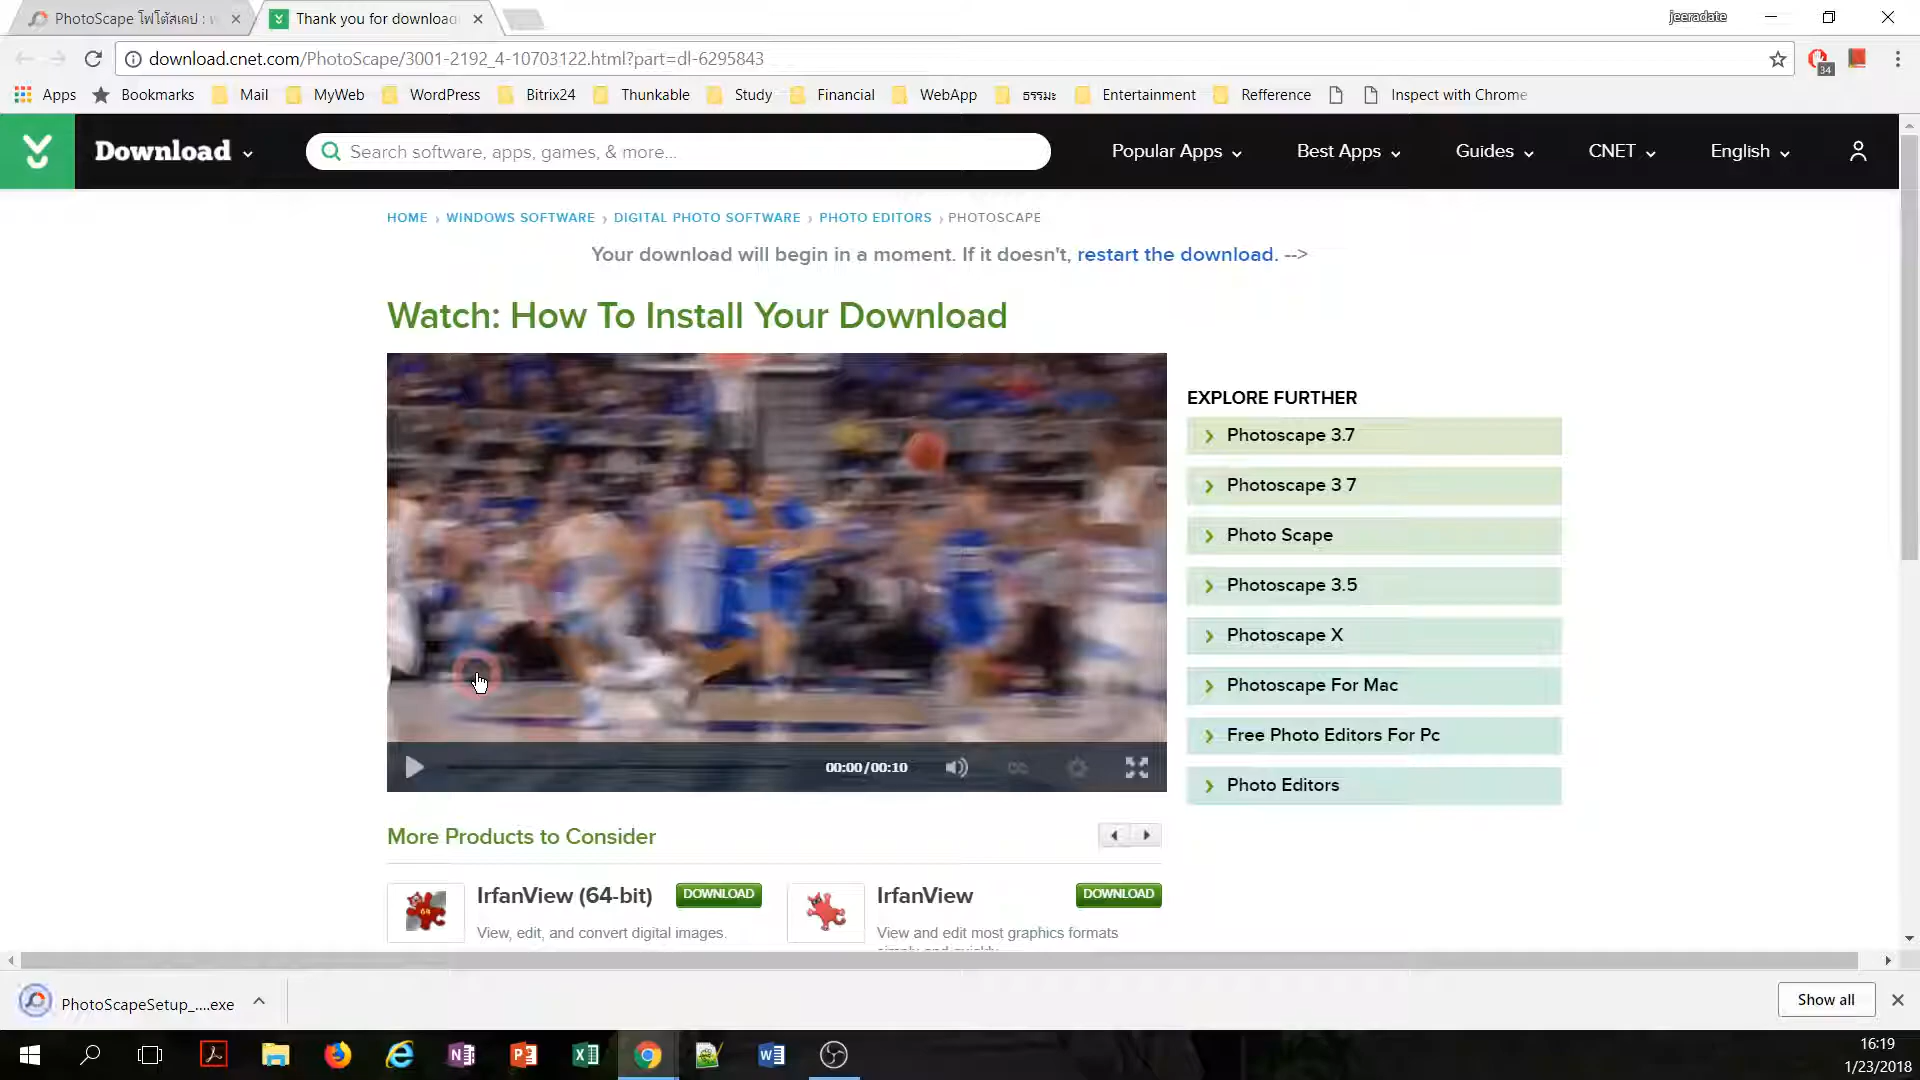 PhotoScape โฟโต้สเคป : 
Thank you for download
jeeradate
download.cnet.com/PhotoScape/3001-2192_4-10703122.html?part=dl-6295843
34
Apps
Bookmarks
Mail
MyWeb
WordPress
Bitrix24
Thunkable
Study
Financial
WebApp
ธรรมะ
Entertainment
Refference
Inspect with Chrome
Download
Search software, apps, games, & more...
Popular Apps
Best Apps
Guides
CNET
English
HOME › WINDOWS SOFTWARE › DIGITAL PHOTO SOFTWARE › PHOTO EDITORS › PHOTOSCAPE
Your download will begin in a moment. If it doesn't, restart the download. -->
Watch: How To Install Your Download
00:00/00:10
EXPLORE FURTHER
Photoscape 3.7
Photoscape 3 7
Photo Scape
Photoscape 3.5
Photoscape X
Photoscape For Mac
Free Photo Editors For Pc
Photo Editors
More Products to Consider
IrfanView (64-bit)
DOWNLOAD
View, edit, and convert digital images.
IrfanView
DOWNLOAD
View and edit most graphics formats
PhotoScapeSetup_....exe
Show all
16:19
1/23/2018